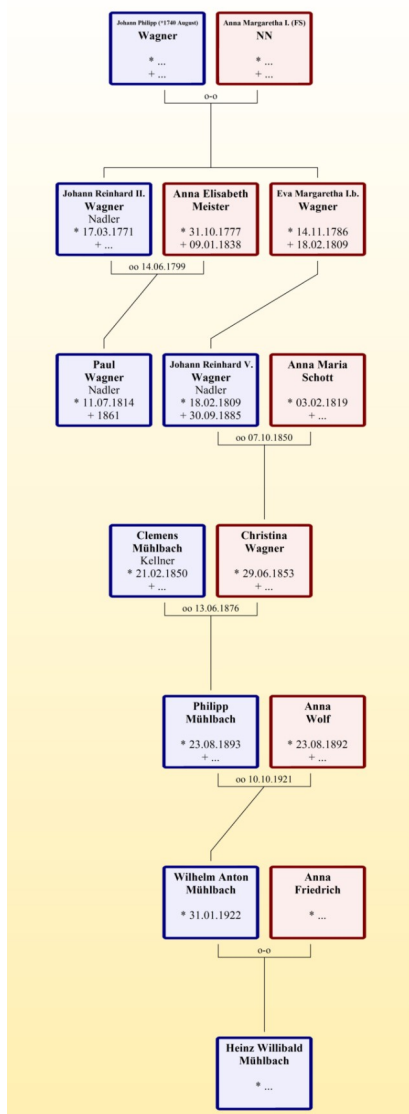 Johann Philipp (*1740 August)
Wagner
* ...
+ ...
Anna Margaretha I. (FS)
NN
* ...
+ ...
o-o
Johann Reinhard II.
Wagner
Nadler
* 17.03.1771
+ ...
Anna Elisabeth
Meister
* 31.10.1777
+ 09.01.1838
Eva Margaretha I.b.
Wagner
* 14.11.1786
+ 18.02.1809
oo 14.06.1799
Paul
Wagner
Nadler
* 11.07.1814
+ 1861
Johann Reinhard V.
Wagner
Nadler
* 18.02.1809
+ 30.09.1885
Anna Maria
Schott
* 03.02.1819
+ ...
oo 07.10.1850
Clemens
Mühlbach
Kellner
* 21.02.1850
+ ...
Christina
Wagner
* 29.06.1853
+ ...
oo 13.06.1876
Philipp
Mühlbach
* 23.08.1893
+ ...
Anna
Wolf
* 23.08.1892
+ ...
oo 10.10.1921
Wilhelm Anton
Mühlbach
* 31.01.1922
Anna
Friedrich
* ...
o-o
Heinz Willibald
Mühlbach
* ...